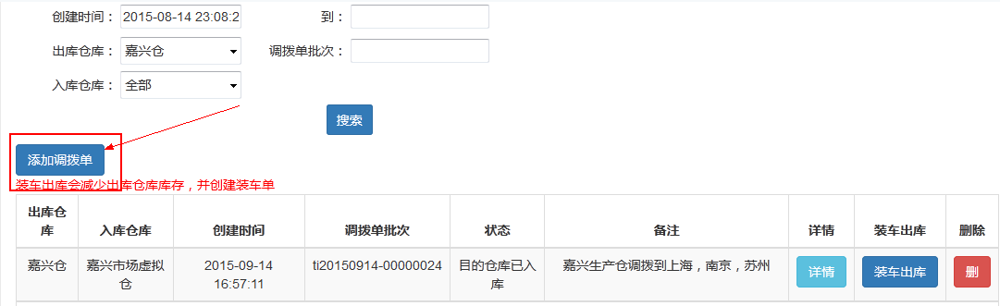 创建时间： 2015-08-14 23:08:2 到：
出库仓库： 嘉兴仓 调拨单批次：
入库仓库： 全部
搜索
添加调拨单
装车出库会减少出库仓库库存，并创建装车单
出库仓库 入库仓库 创建时间 调拨单批次 状态 备注 详情 装车出库 删除
嘉兴仓 嘉兴市场虚拟仓 2015-09-14 16:57:11 ti20150914-00000024 目的仓库已入库 嘉兴生产仓调拨到上海，南京，苏州 详情 装车出库 删